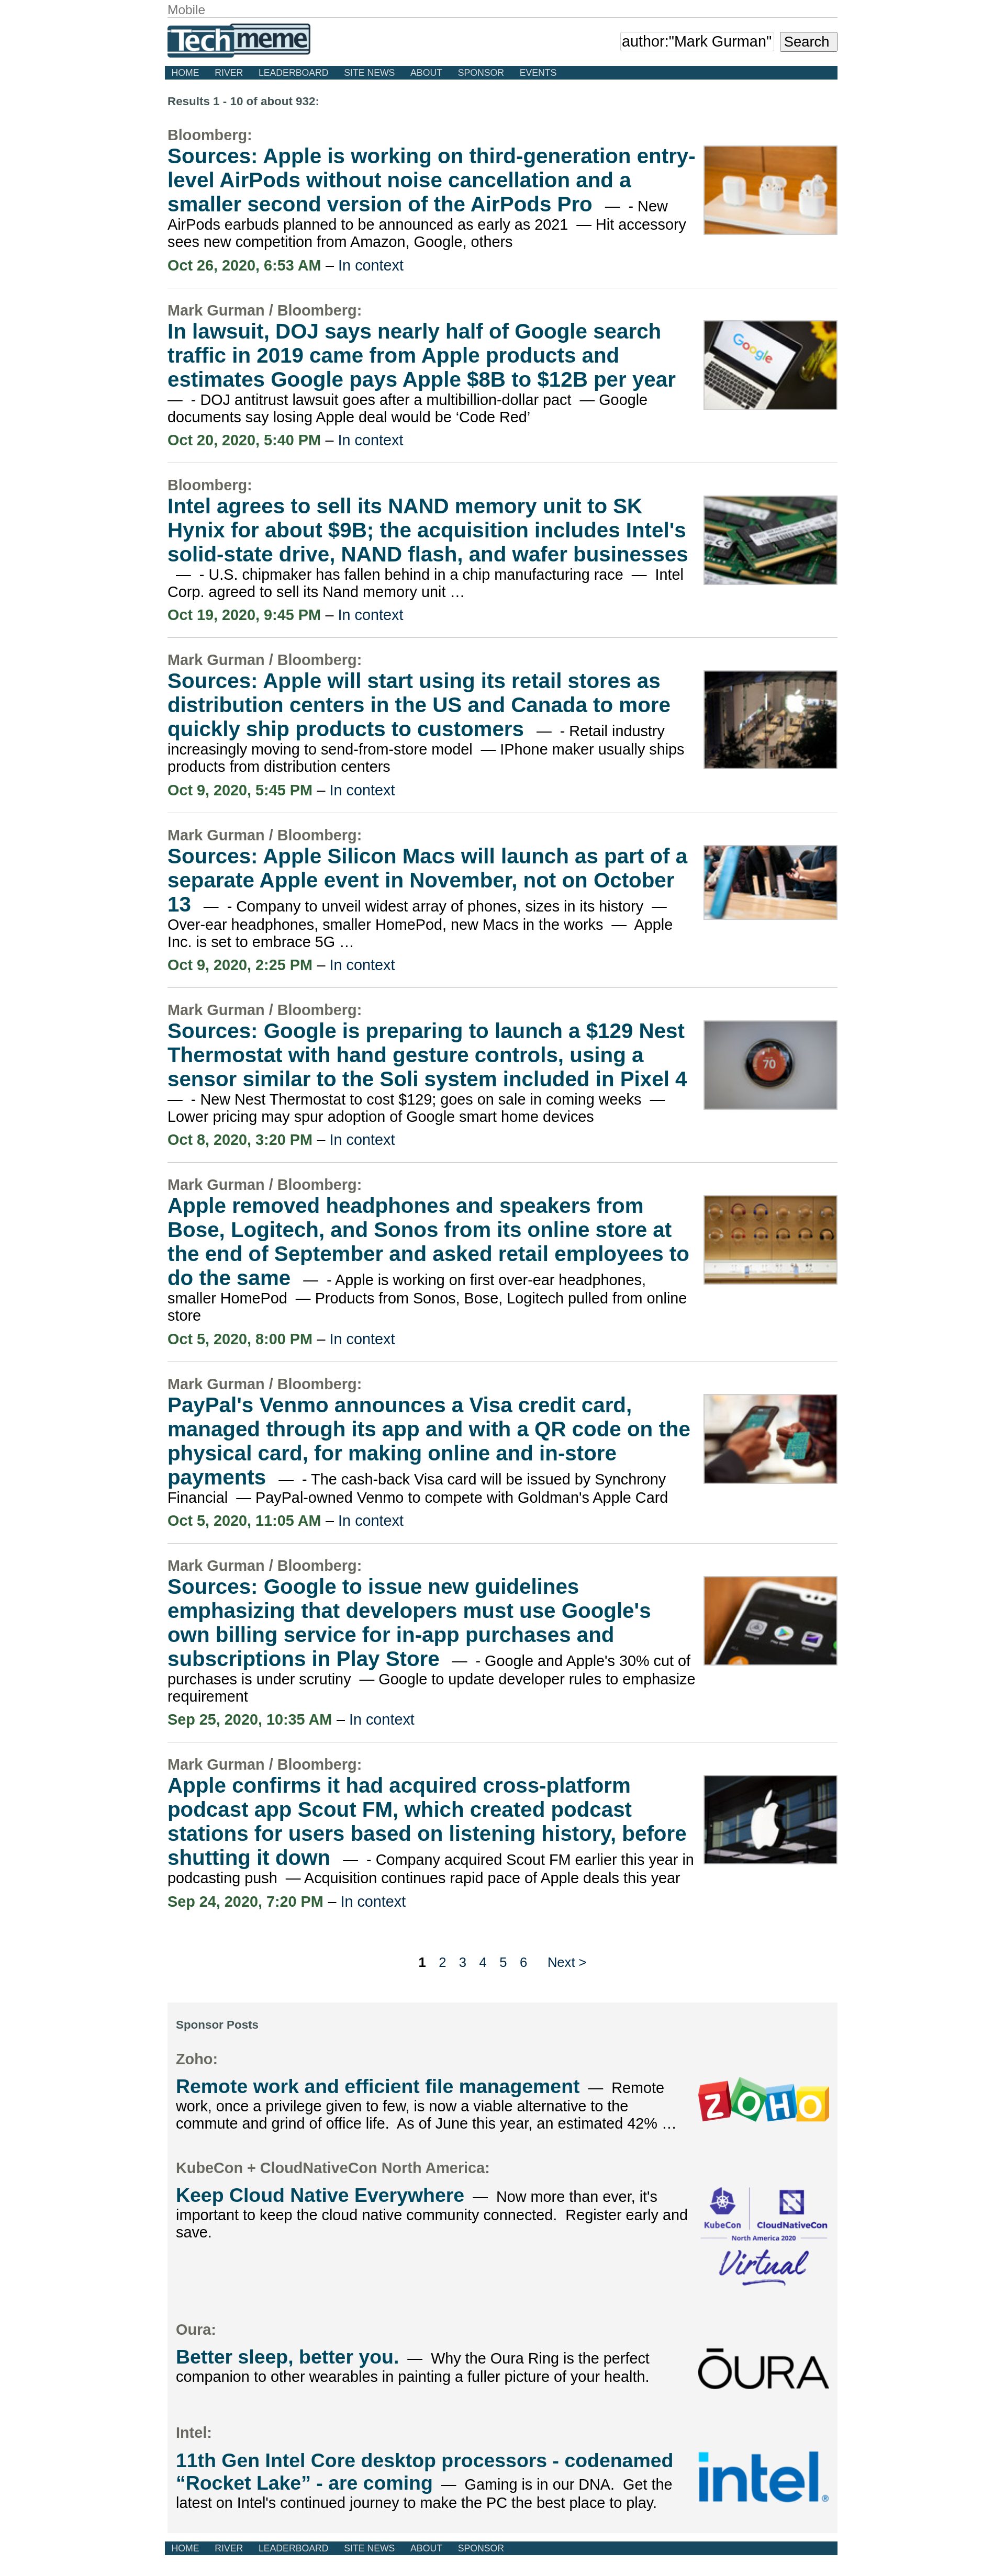 Mobile
Techmeme
author:"Mark Gurman"
Search
HOME RIVER LEADERBOARD SITE NEWS ABOUT SPONSOR EVENTS
Results 1 - 10 of about 932:
Bloomberg:
Sources: Apple is working on third-generation entry-
level AirPods without noise cancellation and a
smaller second version of the AirPods Pro — - New
AirPods earbuds planned to be announced as early as 2021 — Hit accessory
sees new competition from Amazon, Google, others
Oct 26, 2020, 6:53 AM – In context
Mark Gurman / Bloomberg:
In lawsuit, DOJ says nearly half of Google search
traffic in 2019 came from Apple products and
estimates Google pays Apple $8B to $12B per year
— - DOJ antitrust lawsuit goes after a multibillion-dollar pact — Google
documents say losing Apple deal would be ‘Code Red’
Oct 20, 2020, 5:40 PM – In context
Google
Bloomberg:
Intel agrees to sell its NAND memory unit to SK
Hynix for about $9B; the acquisition includes Intel's
solid-state drive, NAND flash, and wafer businesses
— - U.S. chipmaker has fallen behind in a chip manufacturing race — Intel
Corp. agreed to sell its Nand memory unit …
Oct 19, 2020, 9:45 PM – In context
Mark Gurman / Bloomberg:
Sources: Apple will start using its retail stores as
distribution centers in the US and Canada to more
quickly ship products to customers — - Retail industry
increasingly moving to send-from-store model — IPhone maker usually ships
products from distribution centers
Oct 9, 2020, 5:45 PM – In context
Mark Gurman / Bloomberg:
Sources: Apple Silicon Macs will launch as part of a
separate Apple event in November, not on October
13 — - Company to unveil widest array of phones, sizes in its history —
Over-ear headphones, smaller HomePod, new Macs in the works — Apple
Inc. is set to embrace 5G …
Oct 9, 2020, 2:25 PM – In context
Mark Gurman / Bloomberg:
Sources: Google is preparing to launch a $129 Nest
Thermostat with hand gesture controls, using a
sensor similar to the Soli system included in Pixel 4
— - New Nest Thermostat to cost $129; goes on sale in coming weeks —
Lower pricing may spur adoption of Google smart home devices
Oct 8, 2020, 3:20 PM – In context
70
Mark Gurman / Bloomberg:
Apple removed headphones and speakers from
Bose, Logitech, and Sonos from its online store at
the end of September and asked retail employees to
do the same — - Apple is working on first over-ear headphones,
smaller HomePod — Products from Sonos, Bose, Logitech pulled from online
store
Oct 5, 2020, 8:00 PM – In context
Mark Gurman / Bloomberg:
PayPal's Venmo announces a Visa credit card,
managed through its app and with a QR code on the
physical card, for making online and in-store
payments — - The cash-back Visa card will be issued by Synchrony
Financial — PayPal-owned Venmo to compete with Goldman's Apple Card
Oct 5, 2020, 11:05 AM – In context
Mark Gurman / Bloomberg:
Sources: Google to issue new guidelines
emphasizing that developers must use Google's
own billing service for in-app purchases and
subscriptions in Play Store — - Google and Apple's 30% cut of
purchases is under scrutiny — Google to update developer rules to emphasize
requirement
Sep 25, 2020, 10:35 AM – In context
Mark Gurman / Bloomberg:
Apple confirms it had acquired cross-platform
podcast app Scout FM, which created podcast
stations for users based on listening history, before
shutting it down — - Company acquired Scout FM earlier this year in
podcasting push — Acquisition continues rapid pace of Apple deals this year
Sep 24, 2020, 7:20 PM – In context
1 2 3 4 5 6 Next >
Sponsor Posts
Zoho:
Remote work and efficient file management — Remote
work, once a privilege given to few, is now a viable alternative to the
commute and grind of office life. As of June this year, an estimated 42% …
ZOHO
KubeCon + CloudNativeCon North America:
Keep Cloud Native Everywhere — Now more than ever, it's
important to keep the cloud native community connected. Register early and
save.
KubeCon CloudNativeCon
North America 2020
Virtual
Oura:
Better sleep, better you. — Why the Oura Ring is the perfect
companion to other wearables in painting a fuller picture of your health.
ŌURA
Intel:
11th Gen Intel Core desktop processors - codenamed
“Rocket Lake” - are coming — Gaming is in our DNA. Get the
latest on Intel's continued journey to make the PC the best place to play.
intel®
HOME RIVER LEADERBOARD SITE NEWS ABOUT SPONSOR